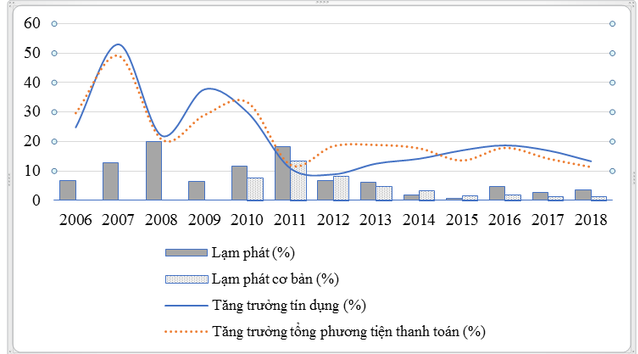 60
50
40
30
20
10
0
2006 2007 2008 2009 2010 2011 2012 2013 2014 2015 2016 2017 2018
Lạm phát (%)
Lạm phát cơ bản (%)
Tăng trưởng tín dụng (%)
Tăng trưởng tổng phương tiện thanh toán (%)